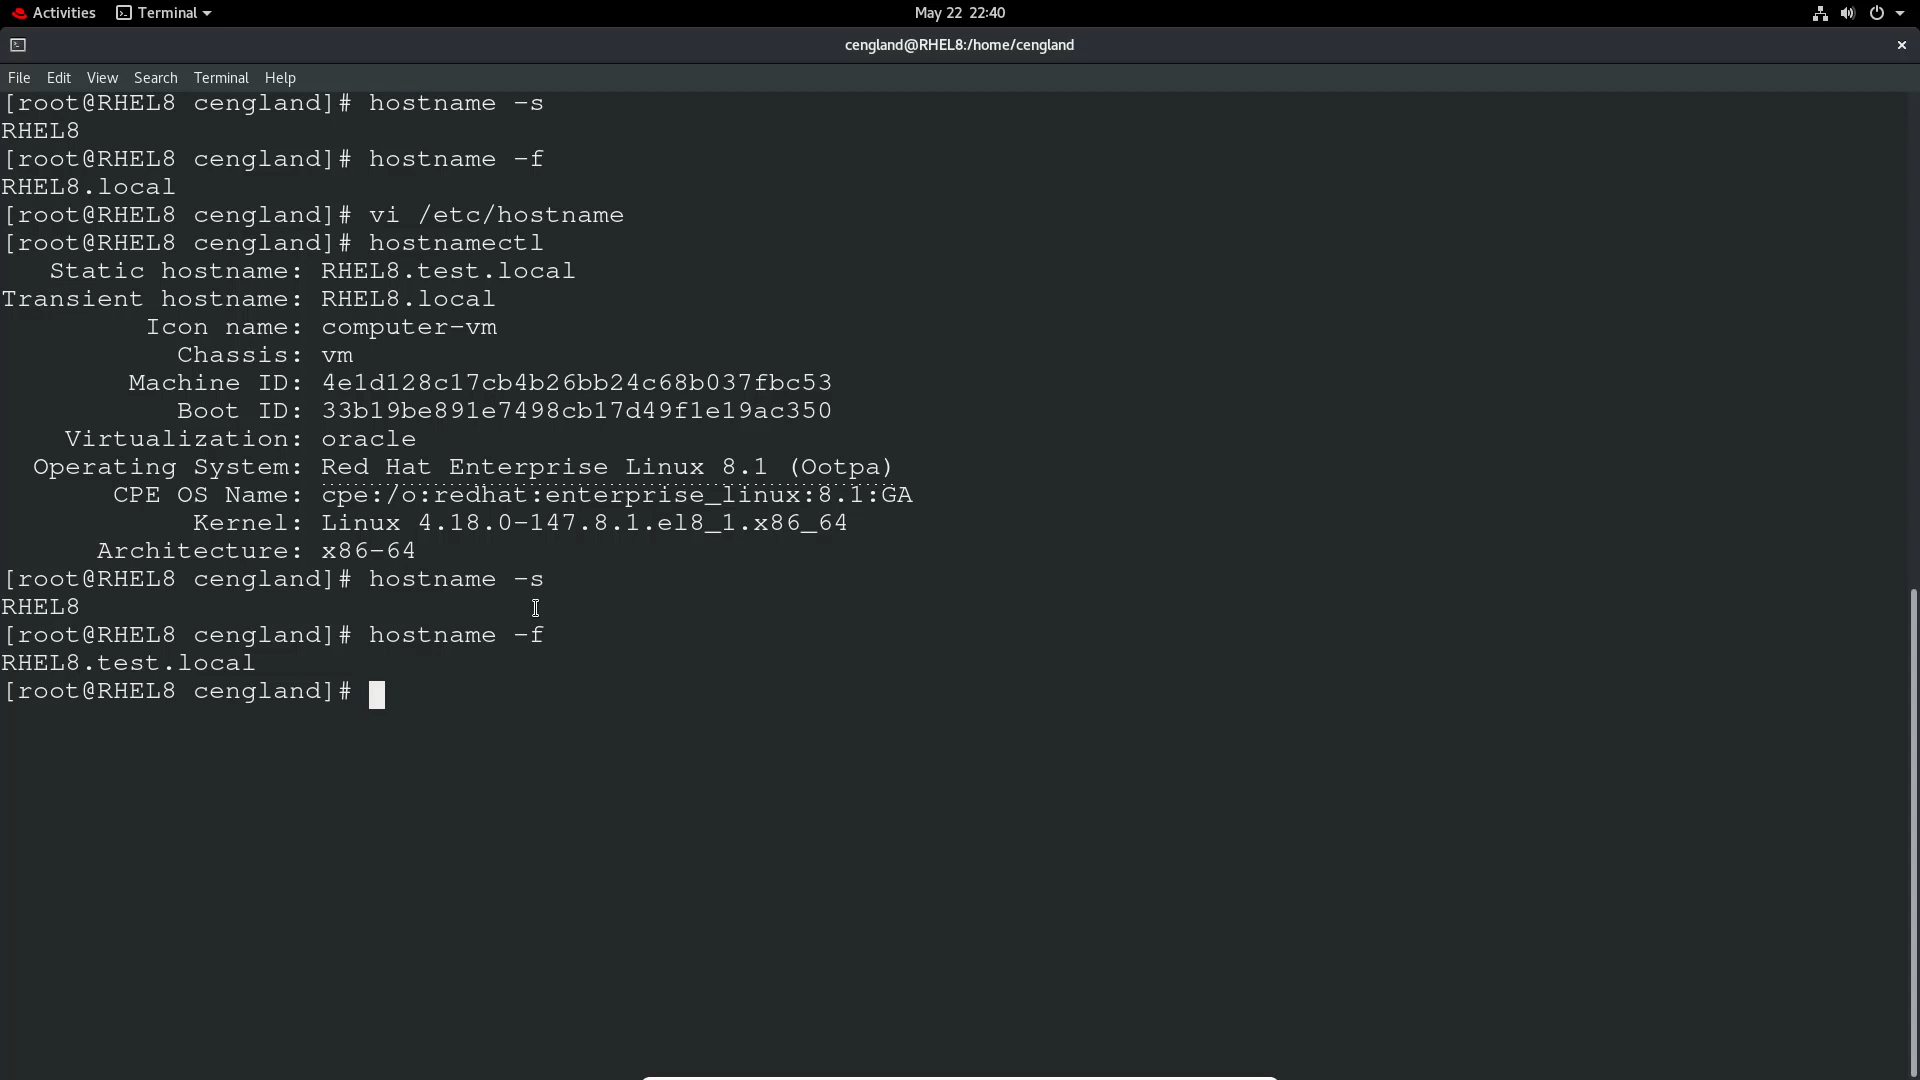 Activities Terminal May 22 22:40
cengland@RHEL8:/home/cengland
File Edit View Search Terminal Help
[root@RHEL8 cengland]# hostname -s
RHEL8
[root@RHEL8 cengland]# hostname -f
RHEL8.local
[root@RHEL8 cengland]# vi /etc/hostname
[root@RHEL8 cengland]# hostnamectl
Static hostname: RHEL8.test.local
Transient hostname: RHEL8.local
Icon name: computer-vm
Chassis: vm
Machine ID: 4e1d128c17cb4b26bb24c68b037fbc53
Boot ID: 33b19be891e7498cb17d49f1e19ac350
Virtualization: oracle
Operating System: Red Hat Enterprise Linux 8.1 (Ootpa)
CPE OS Name: cpe:/o:redhat:enterprise_linux:8.1:GA
Kernel: Linux 4.18.0-147.8.1.el8_1.x86_64
Architecture: x86-64
[root@RHEL8 cengland]# hostname -s
RHEL8
[root@RHEL8 cengland]# hostname -f
RHEL8.test.local
[root@RHEL8 cengland]#